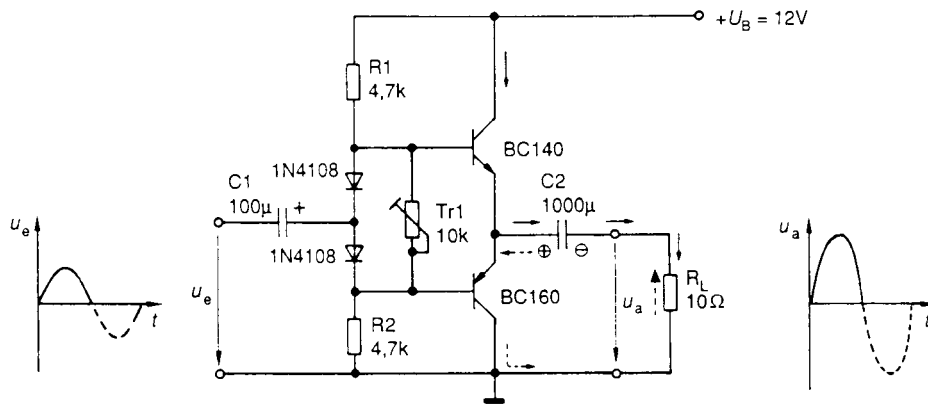 +U_B = 12V
R1
4,7k
BC140
1N4108
C1
100µ
+
Tr1
10k
C2
1000µ
u_e
u_a
1N4108
⊕ ⊖
u_e
t
BC160
u_a
R_L
10Ω
t
R2
4,7k